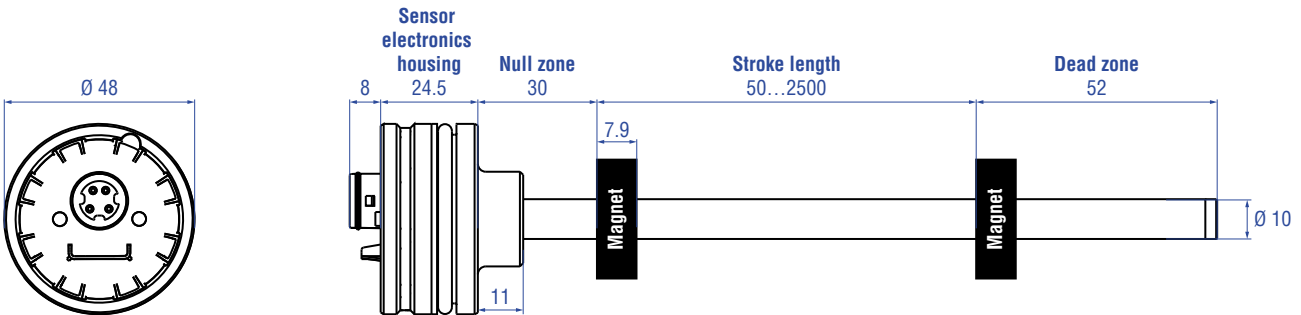 Sensor
electronics
housing
Null zone
Stroke length
Dead zone
Ø 48
8
24.5
30
50...2500
52
7.9
Magnet
Magnet
Ø 10
11